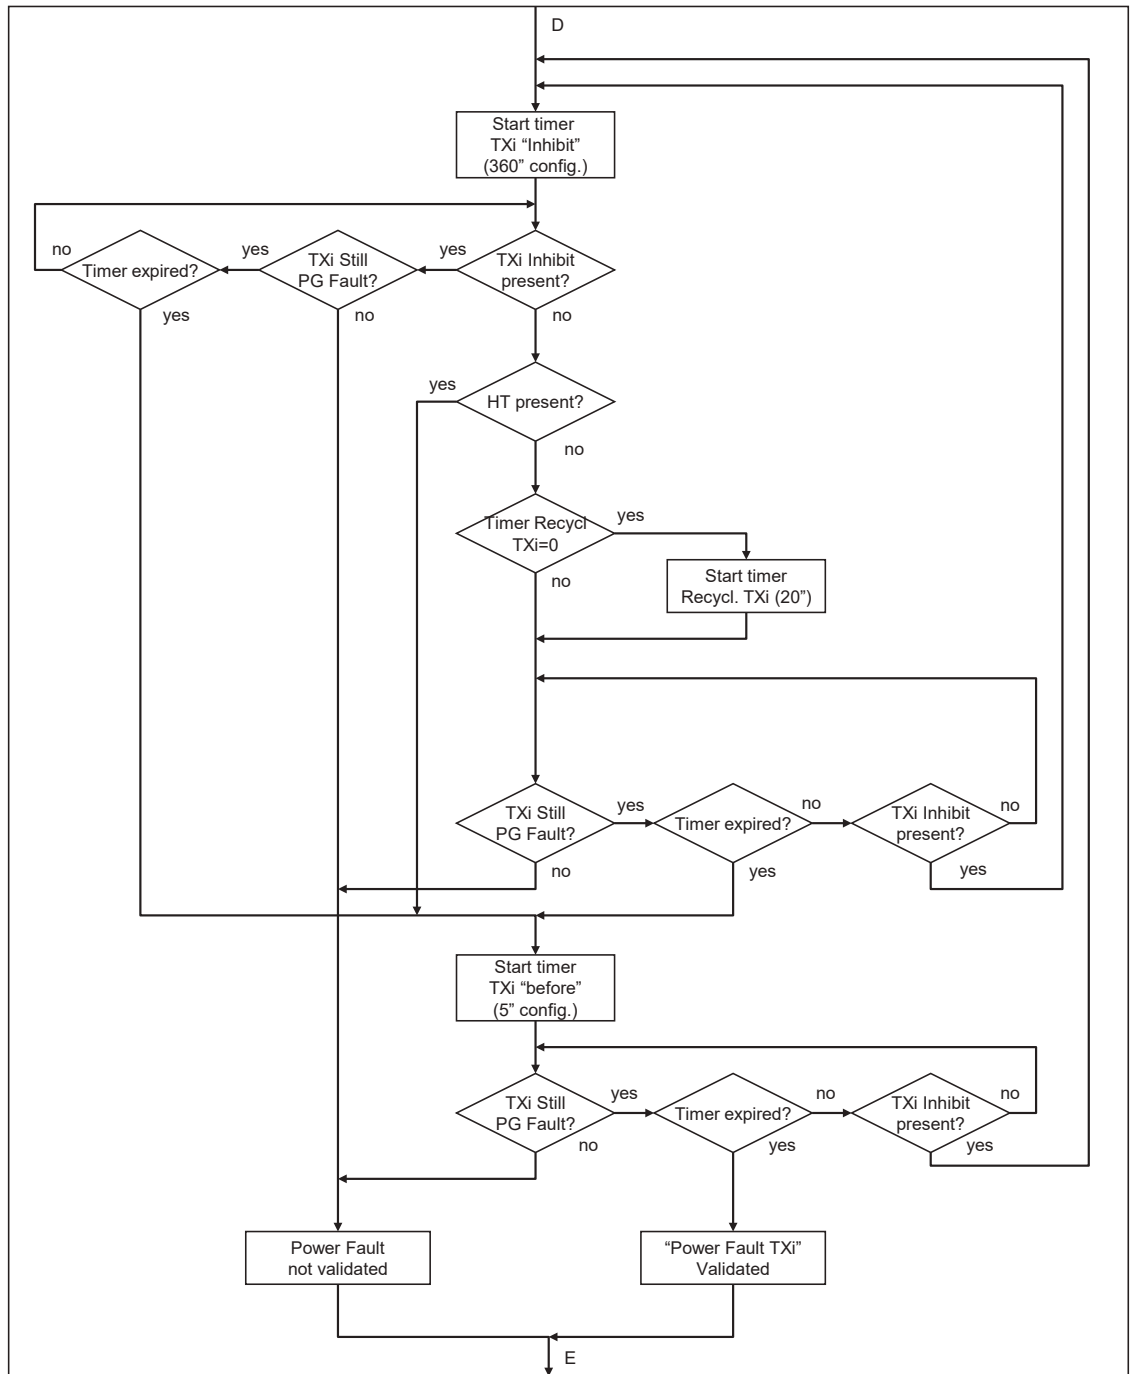 D
Start timer
TXi “Inhibit”
(360” config.)
no
Timer expired?
yes
yes
TXi Still
PG Fault?
no
yes
TXi Inhibit
present?
no
yes
HT present?
no
Timer Recycl
TXi=0
yes
no
Start timer
Recycl. TXi (20”)
TXi Still
PG Fault?
yes
no
Timer expired?
no
yes
TXi Inhibit
present?
no
yes
Start timer
TXi “before”
(5” config.)
TXi Still
PG Fault?
yes
no
Timer expired?
no
yes
TXi Inhibit
present?
no
yes
Power Fault
not validated
“Power Fault TXi”
Validated
E